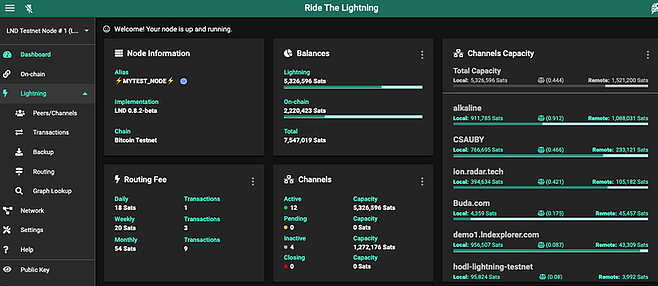 Ride The Lightning
LND Testnet Node # 1 (L...
Dashboard
On-chain
Lightning
Peers/Channels
Transactions
Backup
Routing
Graph Lookup
Network
Settings
Help
Public Key
Welcome! Your node is up and running.
Node Information
Alias
⚡MYTEST_NODE⚡
Implementation
LND 0.8.2-beta
Chain
Bitcoin Testnet
Balances
Lightning
5,326,596 Sats
On-chain
2,220,423 Sats
Total
7,547,019 Sats
Channels Capacity
Total Capacity
Local: 5,326,596 Sats (0.444) Remote: 1,521,200 Sats
alkaline
Local: 911,785 Sats (0.912) Remote: 1,088,031 Sats
CSAUBY
Local: 766,695 Sats (0.466) Remote: 233,121 Sats
ion.radar.tech
Local: 394,634 Sats (0.421) Remote: 105,182 Sats
Buda.com
Local: 4,359 Sats (0.175) Remote: 45,457 Sats
demo1.lndexplorer.com
Local: 956,507 Sats (0.087) Remote: 43,309 Sats
hodl-lightning-testnet
Local: 95,824 Sats (0.08) Remote: 3,992 Sats
Routing Fee
Daily Transactions
18 Sats 1
Weekly Transactions
20 Sats 3
Monthly Transactions
54 Sats 9
Channels
Active Capacity
12 5,326,596 Sats
Pending Capacity
0 0 Sats
Inactive Capacity
4 1,272,176 Sats
Closing Capacity
0 0 Sats